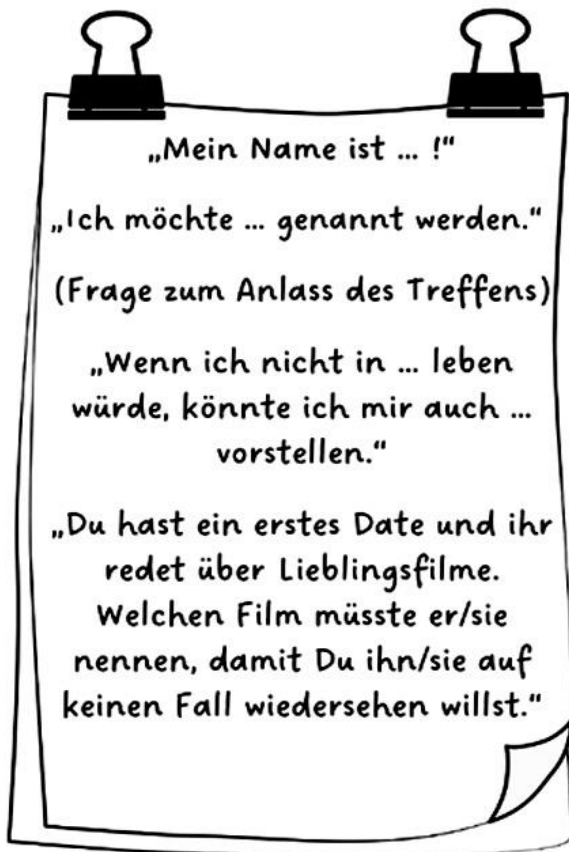 „Mein Name ist ... !“
„Ich möchte ... genannt werden.“
(Frage zum Anlass des Treffens)
„Wenn ich nicht in ... leben
würde, könnte ich mir auch ...
vorstellen.“
„Du hast ein erstes Date und ihr
redet über Lieblingsfilme.
Welchen Film müsste er/sie
nennen, damit Du ihn/sie auf
keinen Fall wiedersehen willst.“